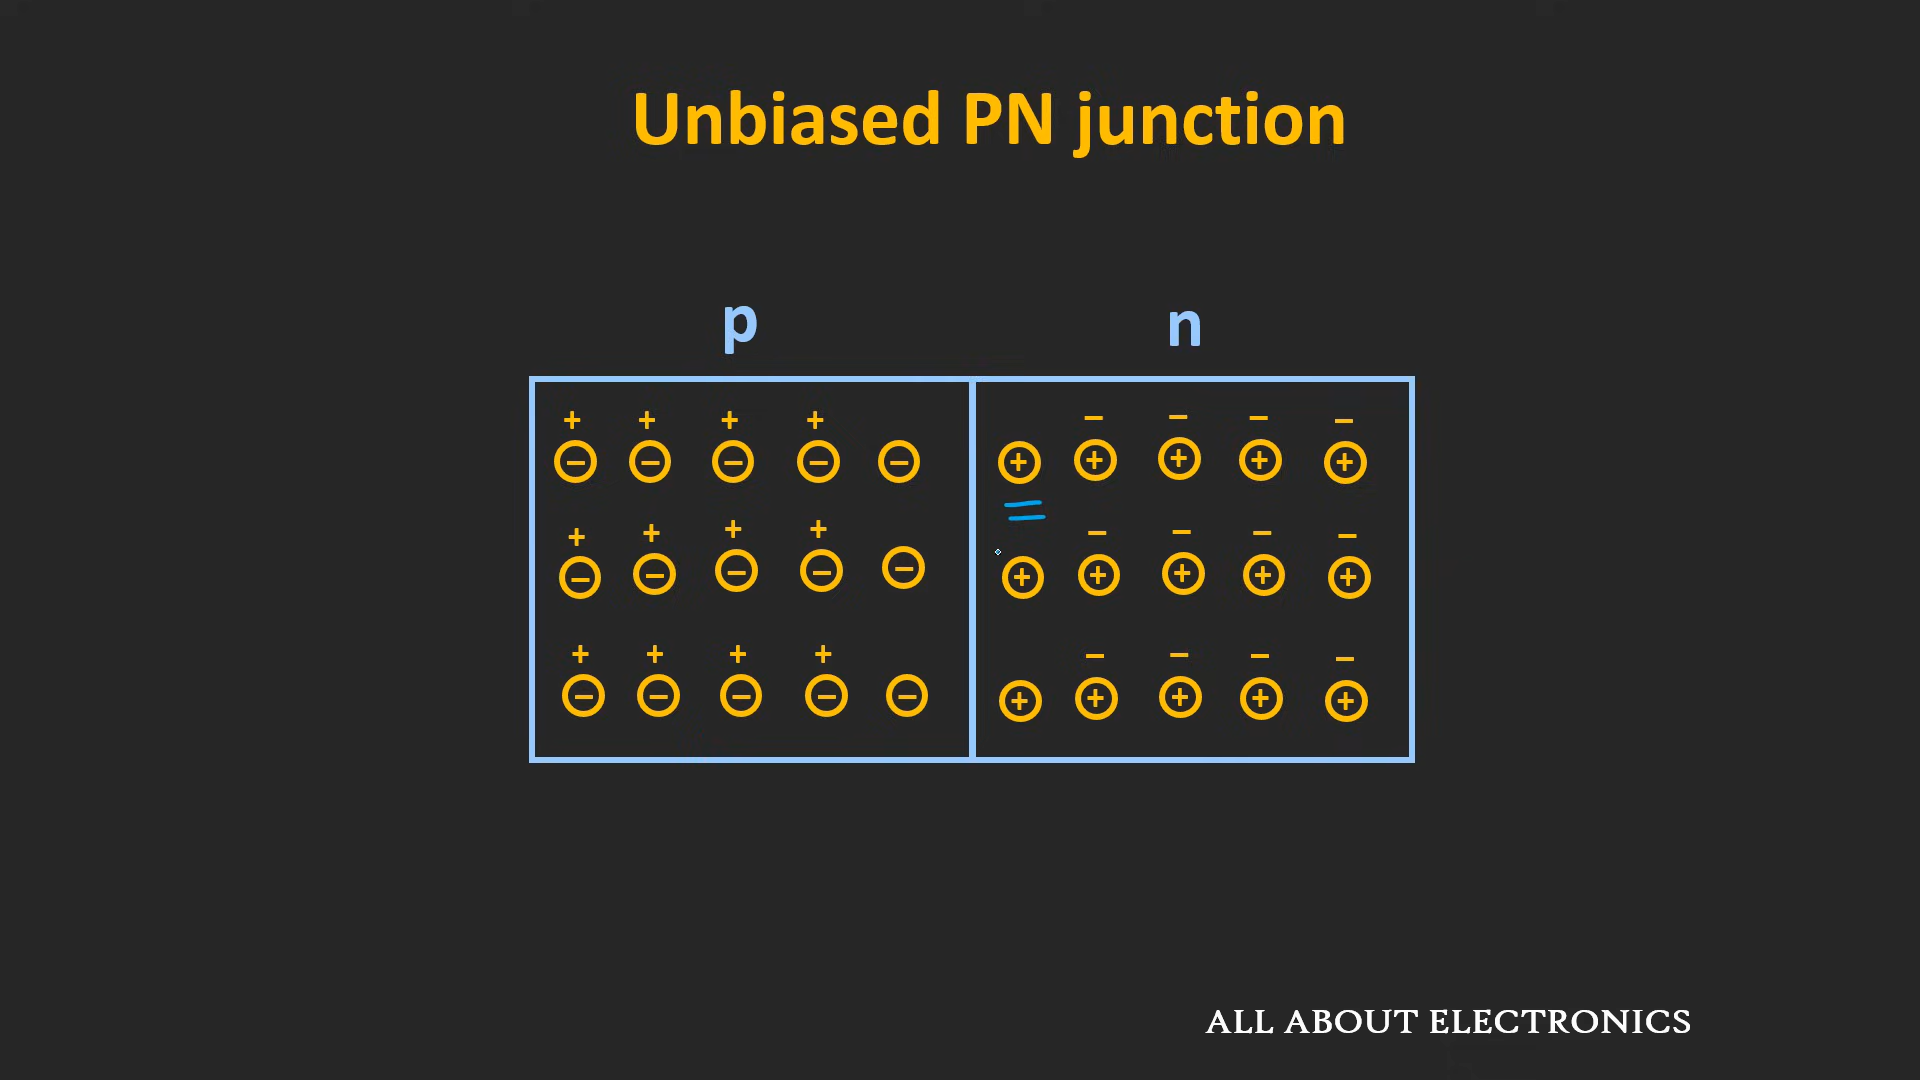 Unbiased PN junction
p n
+ + + + − − − −
− − − − − + + + + +
+ + + + − − − −
− − − − − + + + + +
+ + + + − − − −
− − − − − + + + + +
ALL ABOUT ELECTRONICS